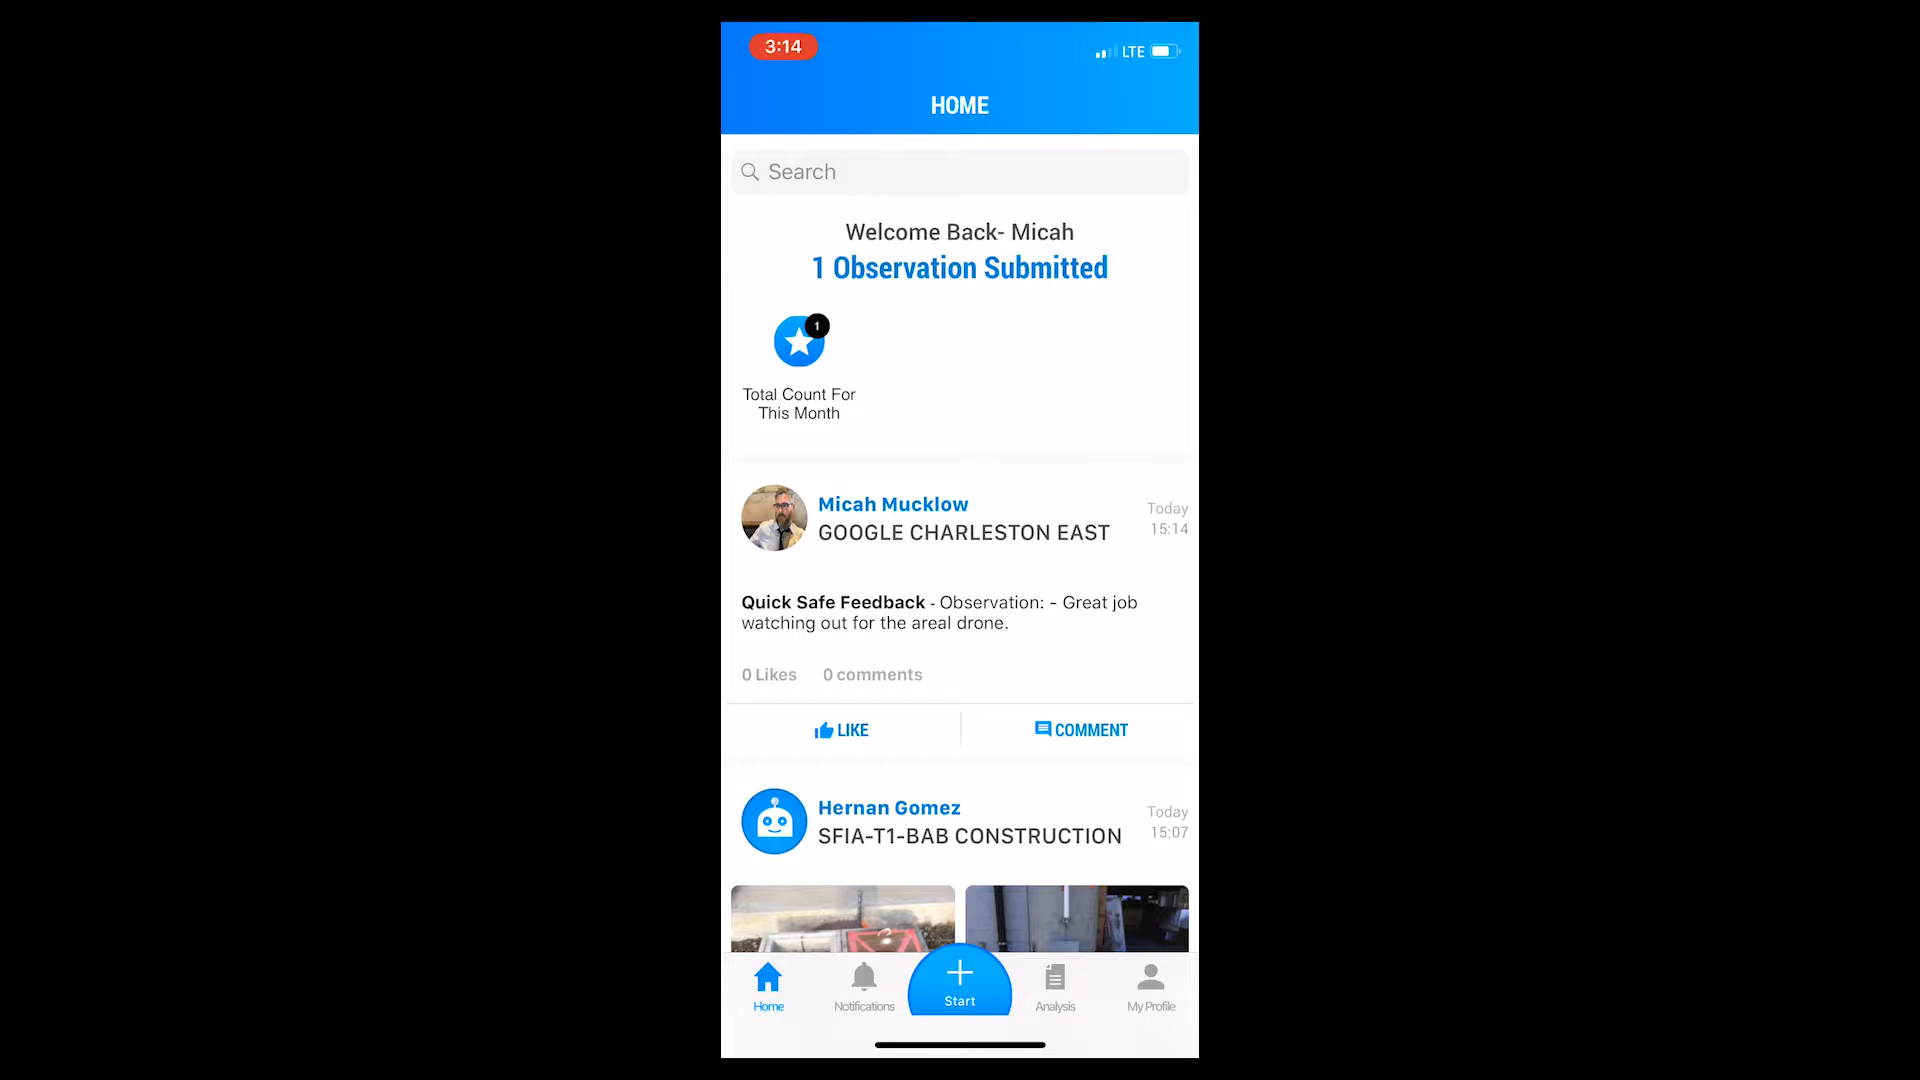 3:14
LTE
HOME
Search
Welcome Back- Micah
1 Observation Submitted
1
Total Count For
This Month
Micah Mucklow
GOOGLE CHARLESTON EAST
Today
15:14
Quick Safe Feedback - Observation: - Great job
watching out for the areal drone.
0 Likes 0 comments
LIKE COMMENT
Hernan Gomez
SFIA-T1-BAB CONSTRUCTION
Today
15:07
Home Notifications Start Analysis My Profile